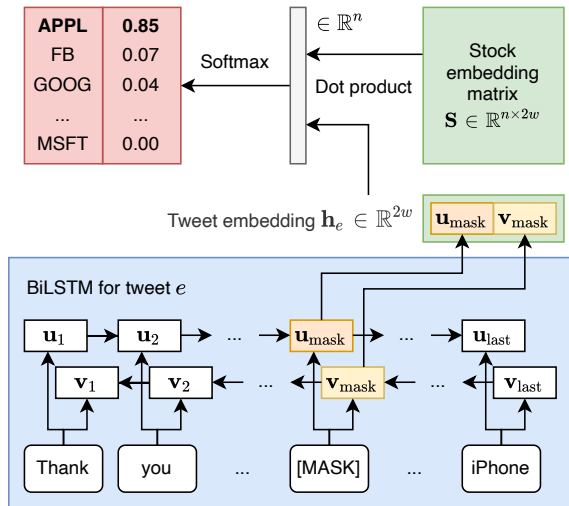 APPL 0.85
FB 0.07
GOOG 0.04
... ...
MSFT 0.00
Softmax
∈ ℝⁿ
Dot product
Stock
embedding
matrix
S ∈ ℝⁿˣ²ʷ
Tweet embedding hₑ ∈ ℝ²ʷ
u_mask v_mask
BiLSTM for tweet e
u₁ u₂ ... u_mask ... u_last
v₁ v₂ ... v_mask ... v_last
Thank you ... [MASK] ... iPhone